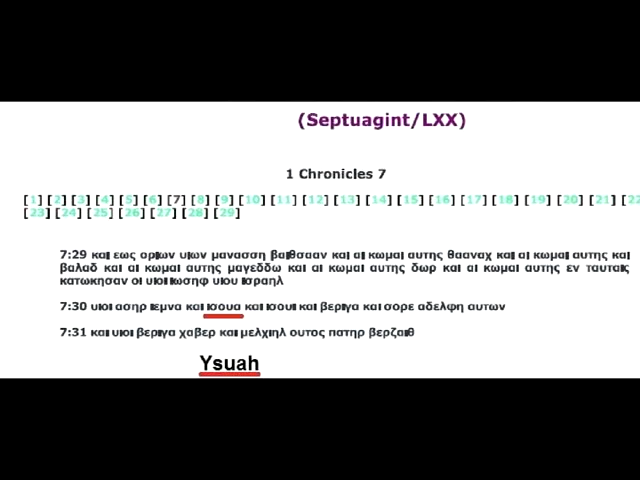 (Septuagint/LXX)
1 Chronicles 7
[1] [2] [3] [4] [5] [6] [7] [8] [9] [10] [11] [12] [13] [14] [15] [16] [17] [18] [19] [20] [21] [22
[23] [24] [25] [26] [27] [28] [29]
7:29 και εως οριων υιων μανασση βαιθσααν και αι κωμαι αυτης θααναχ και αι κωμαι αυτης και
βαλαδ και αι κωμαι αυτης μαγεδδω και αι κωμαι αυτης δωρ και αι κωμαι αυτης εν ταυταις
κατωκησαν οι υιοι ιωσηφ υιου ισραηλ
7:30 υιοι ασηρ ιεμνα και ισουα και ισουι και βεριγα και σορε αδελφη αυτων
7:31 και υιοι βεριγα χαβερ και μελχιηλ ουτος πατηρ βερζαιθ
Ysuah